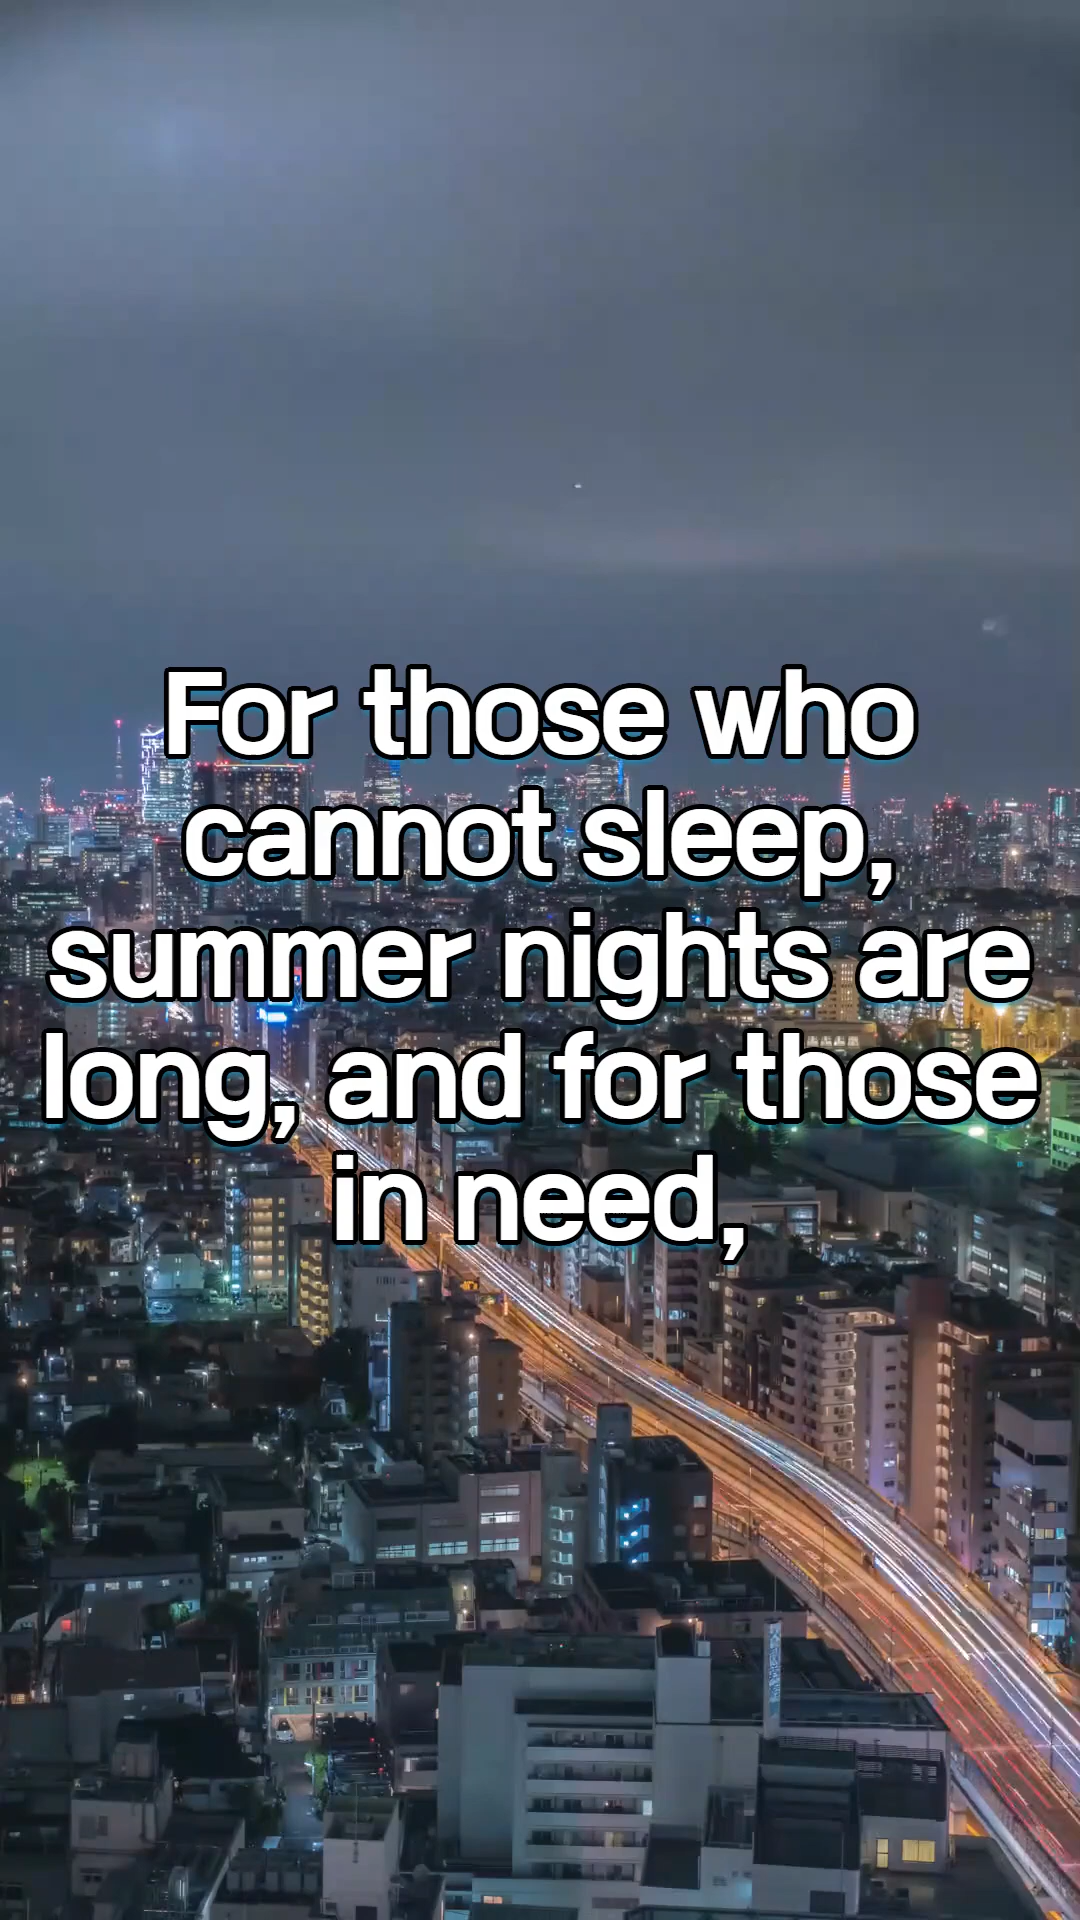 For those who
cannot sleep,
summer nights are
long, and for those
in need,